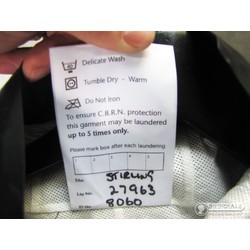 Delicate Wash
Tumble Dry - Warm
Do Not Iron
To ensure C.B.R.N. protection
this garment may be laundered
up to 5 times only.
Please mark box after each laundering
1 2 3 4 5
STIRLING
27963
8060